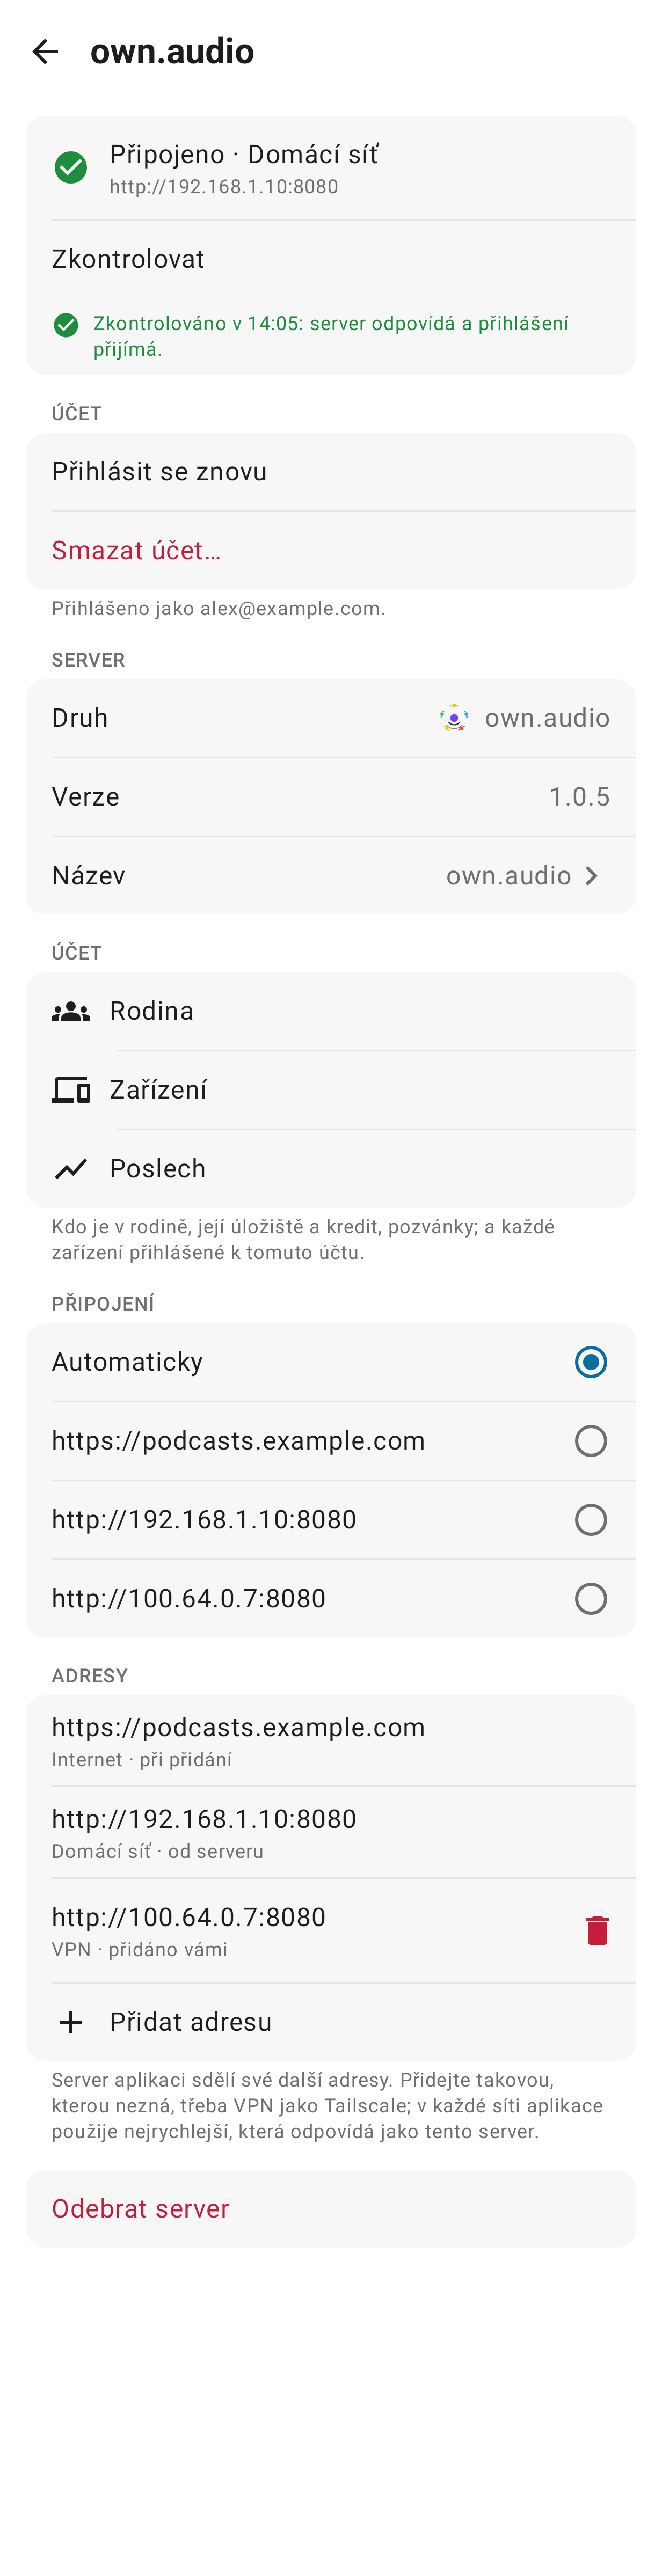 own.audio
Připojeno · Domácí síť
http://192.168.1.10:8080
Zkontrolovat
Zkontrolováno v 14:05: server odpovídá a přihlášení
přijímá.
ÚČET
Přihlásit se znovu
Smazat účet…
Přihlášeno jako alex@example.com.
SERVER
Druh own.audio
Verze 1.0.5
Název own.audio
ÚČET
Rodina
Zařízení
Poslech
Kdo je v rodině, její úložiště a kredit, pozvánky; a každé
zařízení přihlášené k tomuto účtu.
PŘIPOJENÍ
Automaticky
https://podcasts.example.com
http://192.168.1.10:8080
http://100.64.0.7:8080
ADRESY
https://podcasts.example.com
Internet · při přidání
http://192.168.1.10:8080
Domácí síť · od serveru
http://100.64.0.7:8080
VPN · přidáno vámi
Přidat adresu
Server aplikaci sdělí své další adresy. Přidejte takovou,
kterou nezná, třeba VPN jako Tailscale; v každé síti aplikace
použije nejrychlejší, která odpovídá jako tento server.
Odebrat server